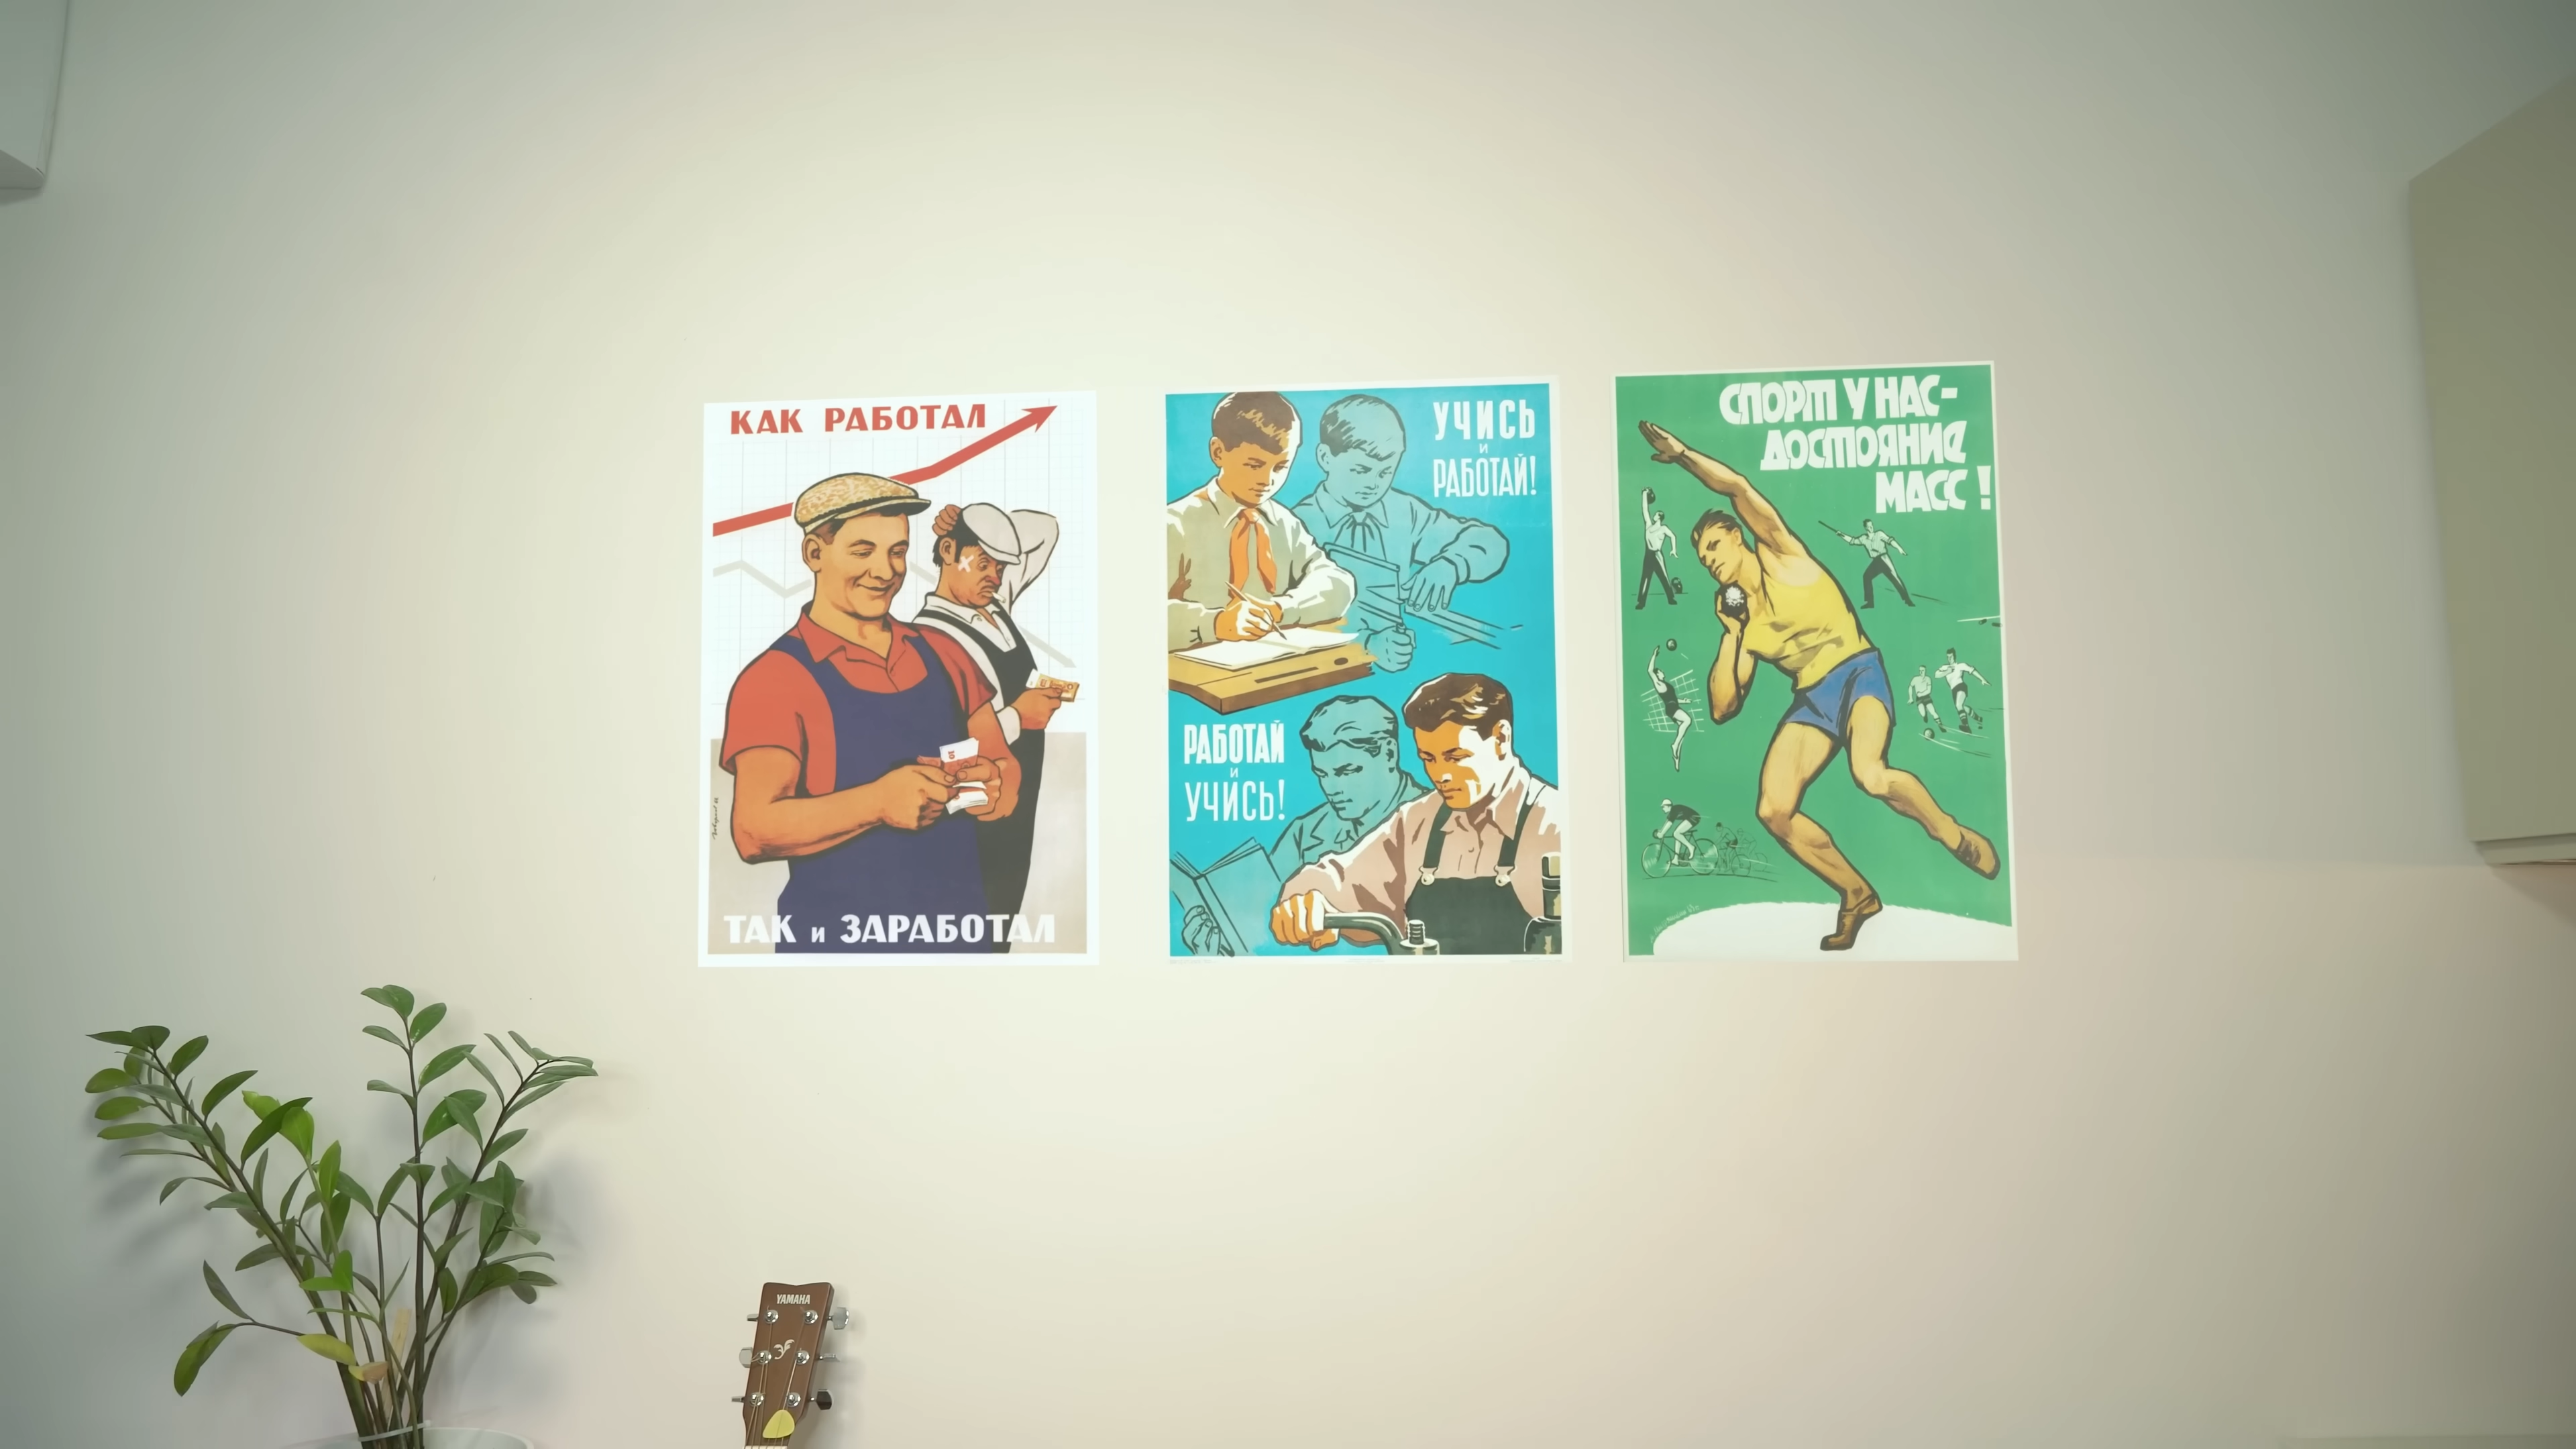 КАК РАБОТАЛ
ТАК и ЗАРАБОТАЛ
УЧИСЬ
и
РАБОТАЙ!
РАБОТАЙ
и
УЧИСЬ!
СПОРТ У НАС-
ДОСТОЯНИЕ
МАСС!
YAMAHA